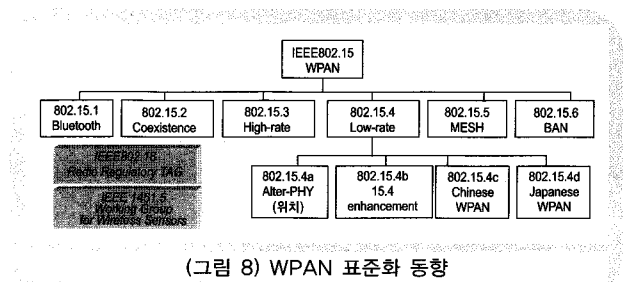 IEEE802.15
WPAN
802.15.1
Bluetooth
802.15.2
Coexistence
802.15.3
High-rate
802.15.4
Low-rate
802.15.5
MESH
802.15.6
BAN
IEEE802.18
Radio Regulatory TAG
IEEE 1451.5
Working Group
for Wireless Sensors
802.15.4a
Alter-PHY
(위치)
802.15.4b
15.4
enhancement
802.15.4c
Chinese
WPAN
802.15.4d
Japanese
WPAN
(그림 8) WPAN 표준화 동향